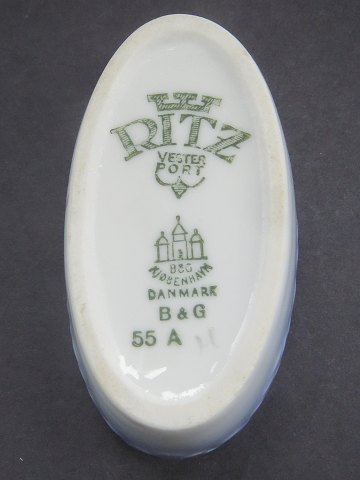 RITZ
VESTER
PORT
B&G
KJØBENHAVN
DANMARK
B & G
55 A